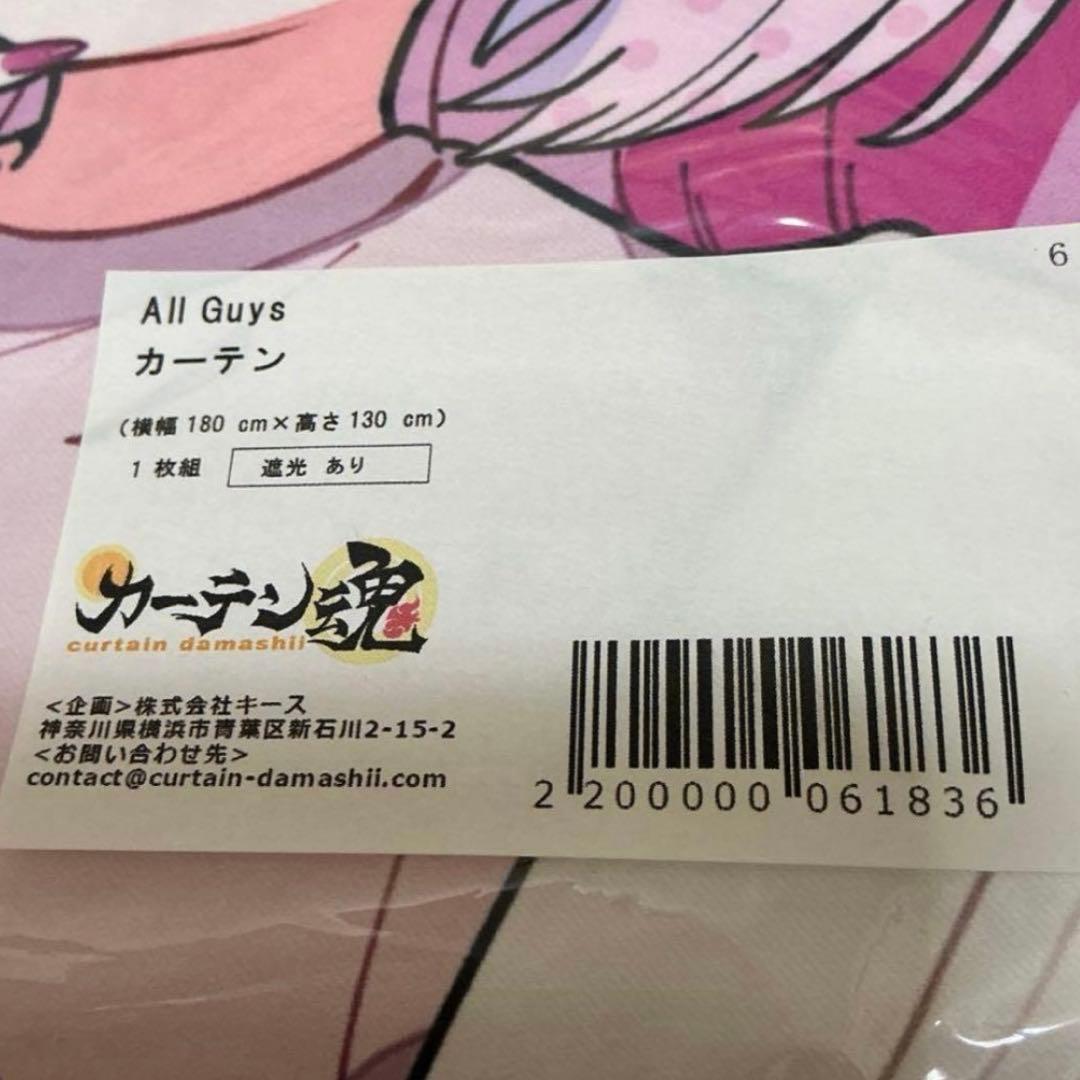 6
All Guys
カーテン
(横幅 180 cm×高さ 130 cm)
1 枚組 遮光 あり
カーテン魂
curtain damashii
<企画>株式会社キース
神奈川県横浜市青葉区新石川2-15-2
<お問い合わせ先>
contact@curtain-damashii.com
2 200000 061836